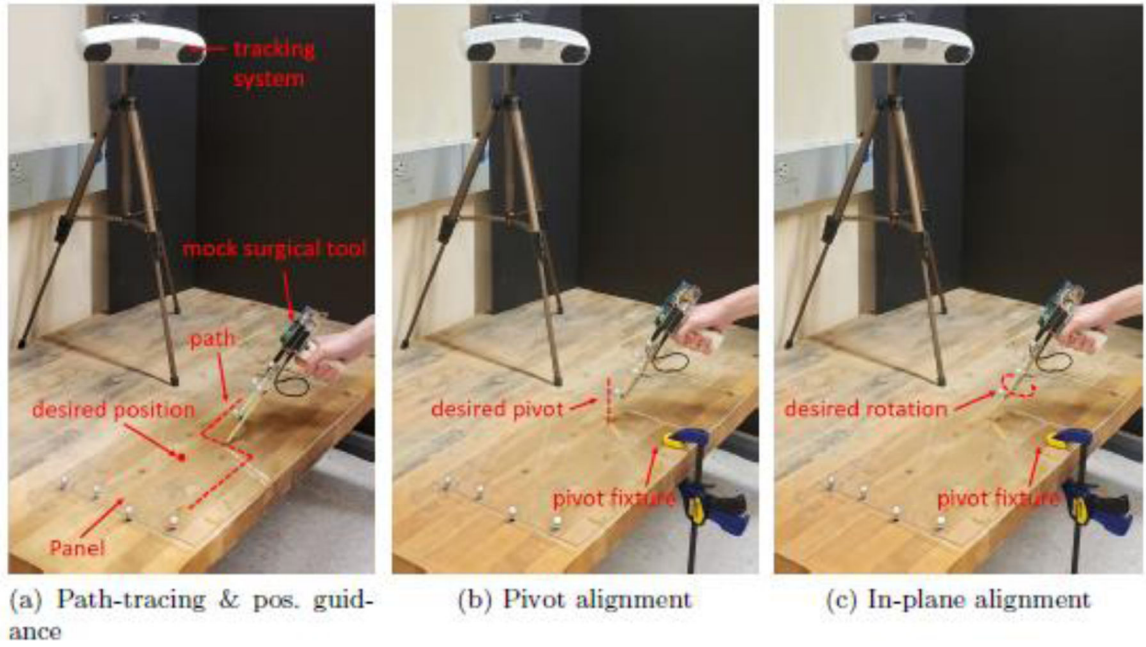 tracking
system
mock surgical tool
path
desired position
Panel
desired pivot
pivot fixture
desired rotation
pivot fixture
(a) Path-tracing & pos. guid-
ance
(b) Pivot alignment
(c) In-plane alignment